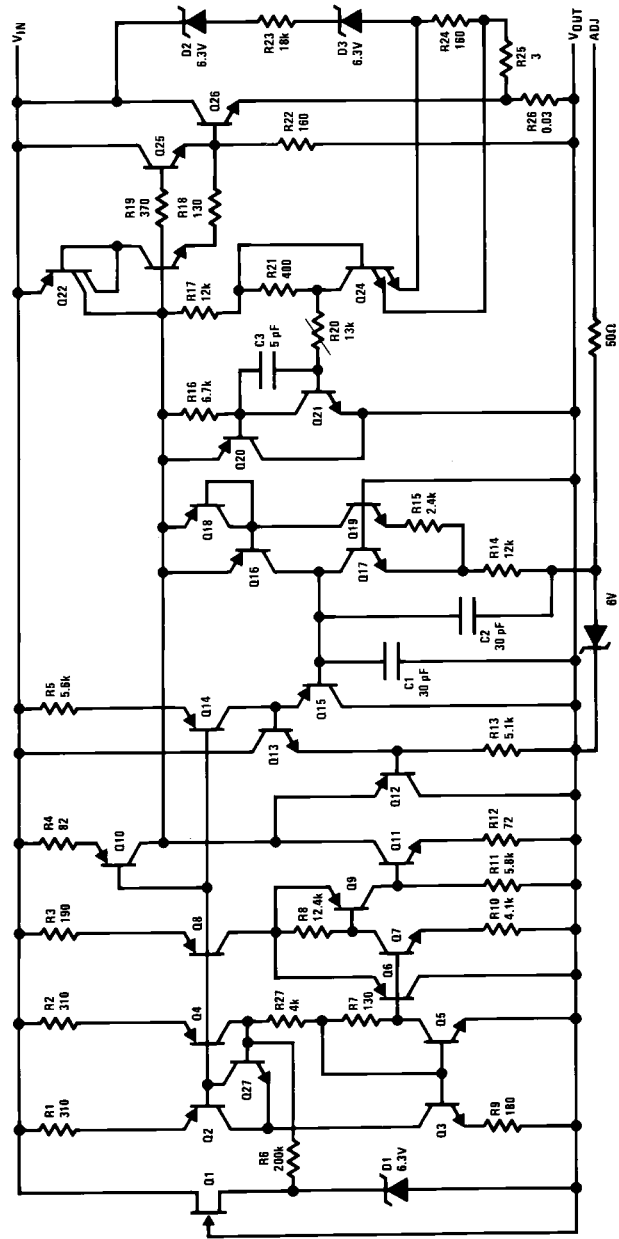 VIN
VOUT
ADJ
R1
310
R2
310
R3
190
R4
82
R5
5.6k
Q22
R19
370
Q25
Q26
D2
6.3V
R23
18k
D3
6.3V
R24
160
R25
3
R26
0.03
R22
160
R18
130
R17
12k
R21
400
Q24
R20
13k
C3
5 pF
Q21
R16
6.7k
Q20
Q18
Q16
Q19
Q17
R15
2.4k
R14
12k
C2
30 pF
C1
30 pF
Q14
Q15
Q13
R13
5.1k
Q12
Q10
Q11
R12
72
R11
5.8k
Q9
Q8
R8
12.4k
Q7
R10
4.1k
Q6
Q4
R27
4k
R7
130
Q5
Q2
Q27
Q3
R9
180
Q1
R6
200k
D1
6.3V
6V
50Ω